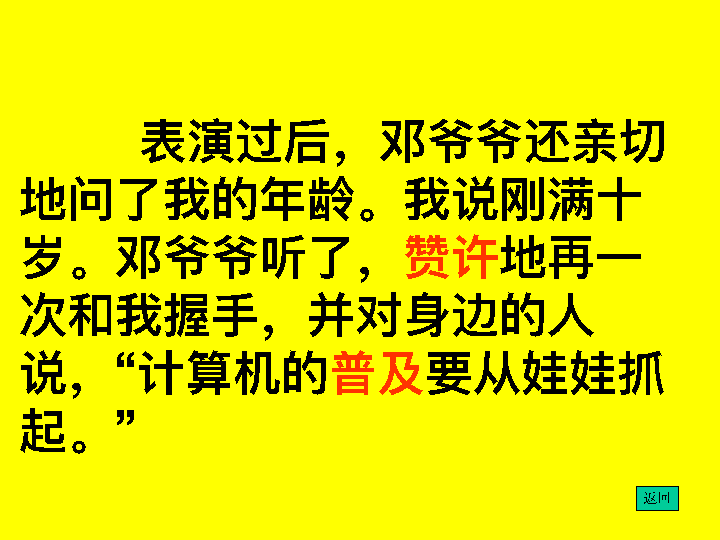 表演过后，邓爷爷还亲切
地问了我的年龄。我说刚满十
岁。邓爷爷听了，赞许地再一
次和我握手，并对身边的人
说，“计算机的普及要从娃娃抓
起。”
返回